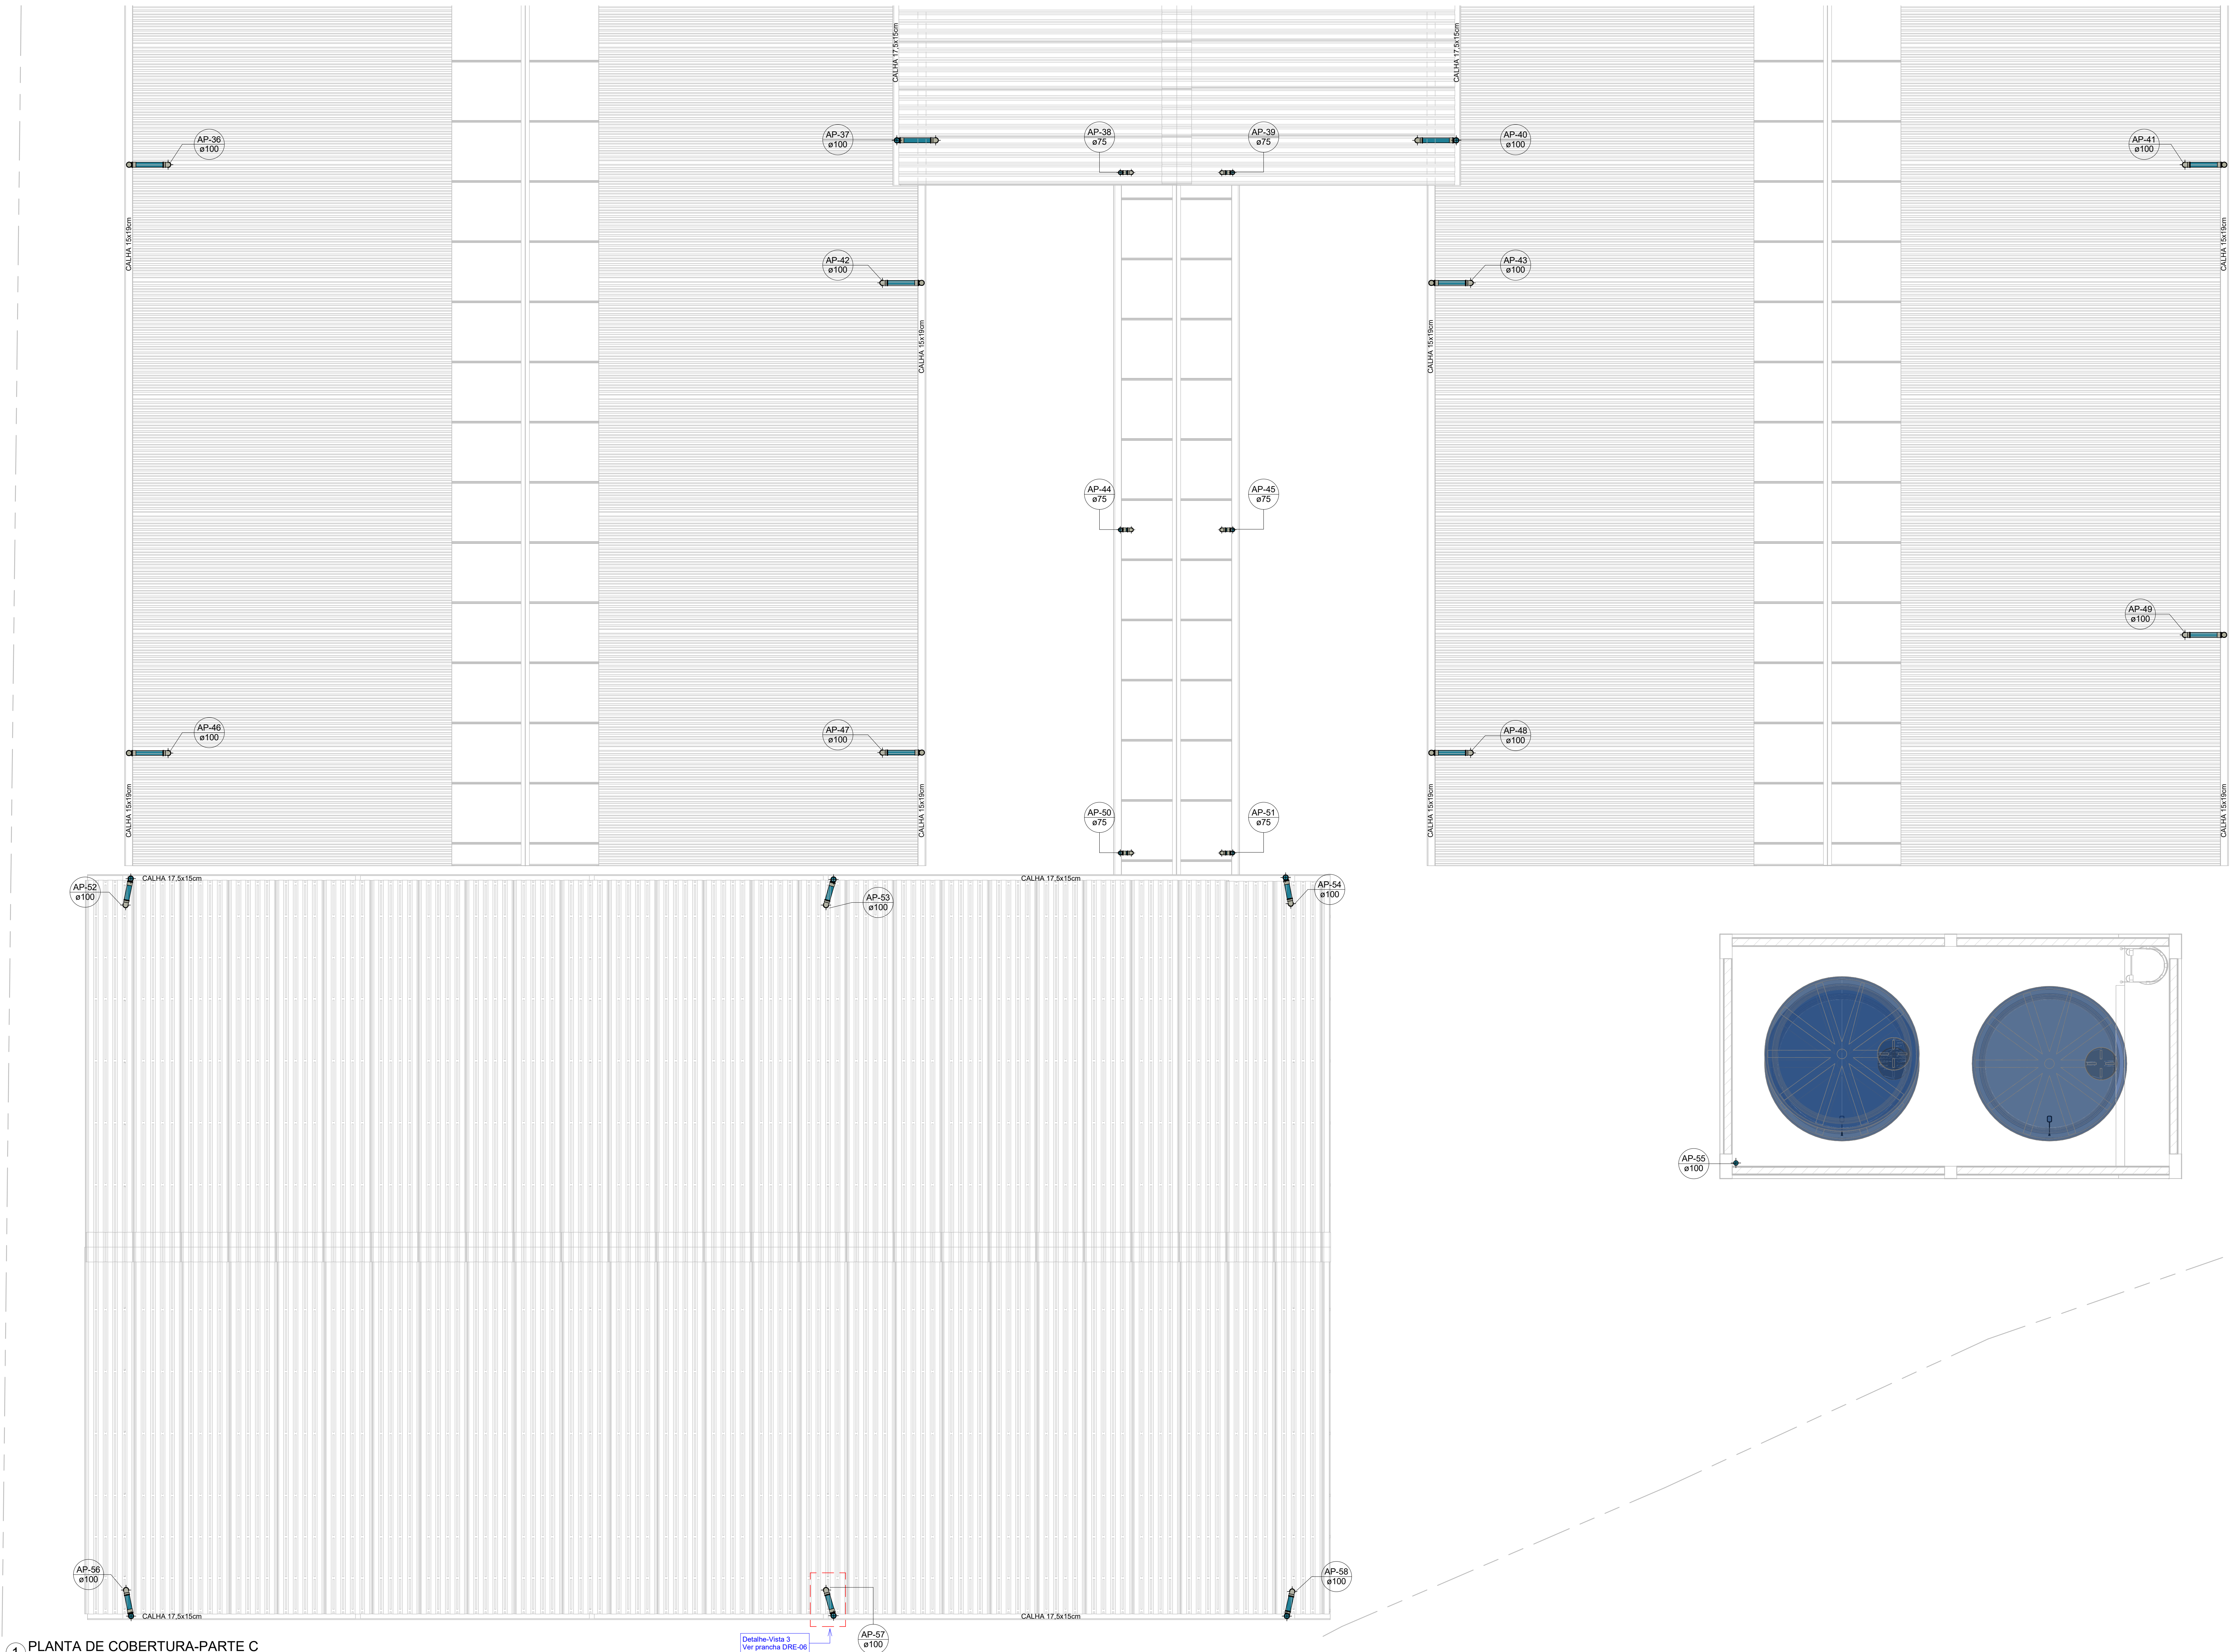 CALHA 17,5x15cm
CALHA 17,5x15cm
AP-36
ø100
AP-37
ø100
AP-38
ø75
AP-39
ø75
AP-40
ø100
AP-41
ø100
CALHA 15x19cm
CALHA 15x19cm
AP-42
ø100
AP-43
ø100
CALHA 15x19cm
CALHA 15x19cm
AP-44
ø75
AP-45
ø75
AP-49
ø100
AP-46
ø100
AP-47
ø100
AP-48
ø100
CALHA 15x19cm
CALHA 15x19cm
CALHA 15x19cm
CALHA 15x19cm
AP-50
ø75
AP-51
ø75
CALHA 17,5x15cm
CALHA 17,5x15cm
AP-52
ø100
AP-53
ø100
AP-54
ø100
AP-55
ø100
AP-56
ø100
AP-58
ø100
CALHA 17,5x15cm
CALHA 17,5x15cm
AP-57
ø100
Detalhe-Vista 3
Ver prancha DRE-06
1 PLANTA DE COBERTURA-PARTE C